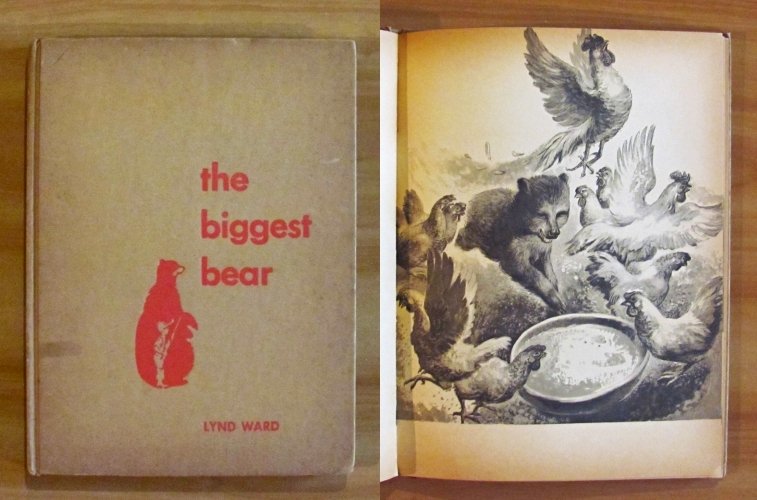 the
biggest
bear
LYND WARD